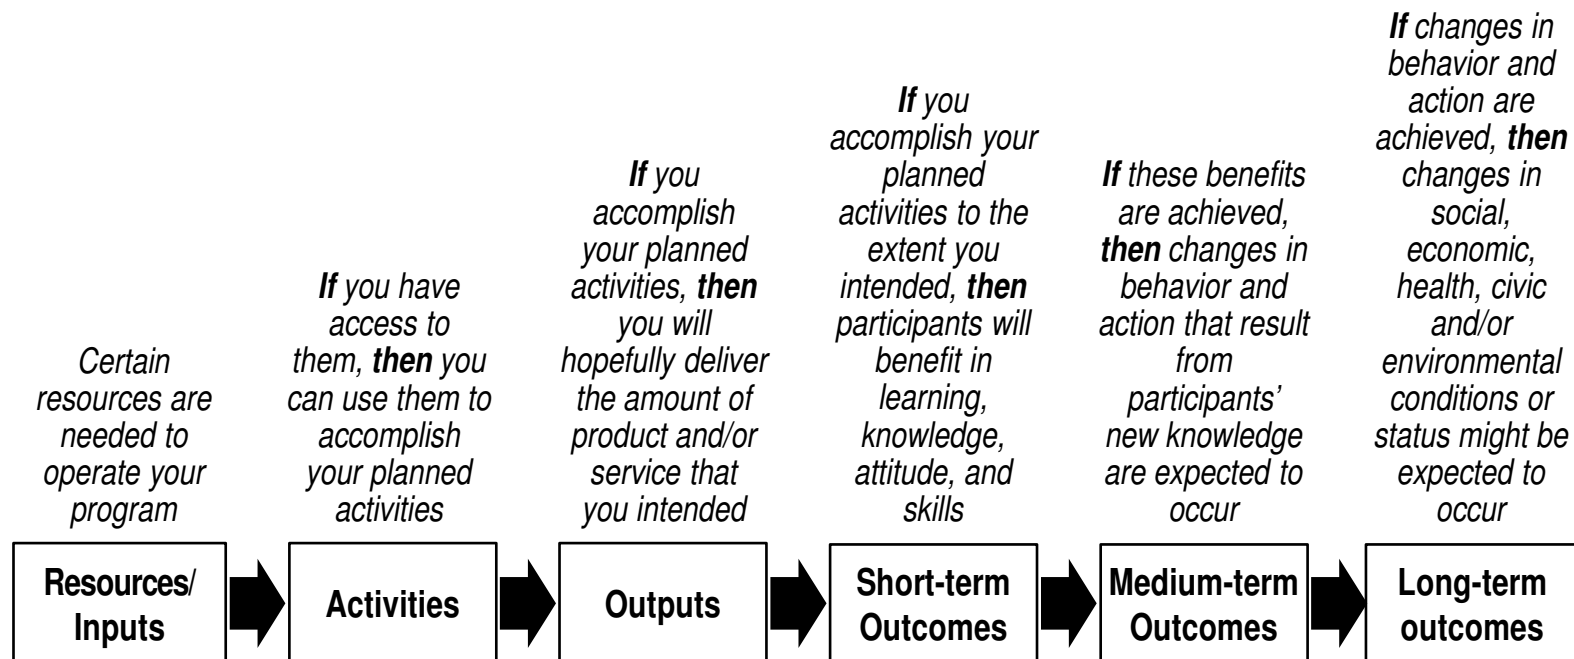 Certain
resources are
needed to
operate your
program
Resources/
Inputs
If you have
access to
them, then you
can use them to
accomplish
your planned
activities
Activities
If you
accomplish
your planned
activities, then
you will
hopefully deliver
the amount of
product and/or
service that
you intended
Outputs
If you
accomplish your
planned
activities to the
extent you
intended, then
participants will
benefit in
learning,
knowledge,
attitude, and
skills
Short-term
Outcomes
If these benefits
are achieved,
then changes in
behavior and
action that result
from
participants’
new knowledge
are expected to
occur
Medium-term
Outcomes
If changes in
behavior and
action are
achieved, then
changes in
social,
economic,
health, civic
and/or
environmental
conditions or
status might be
expected to
occur
Long-term
outcomes